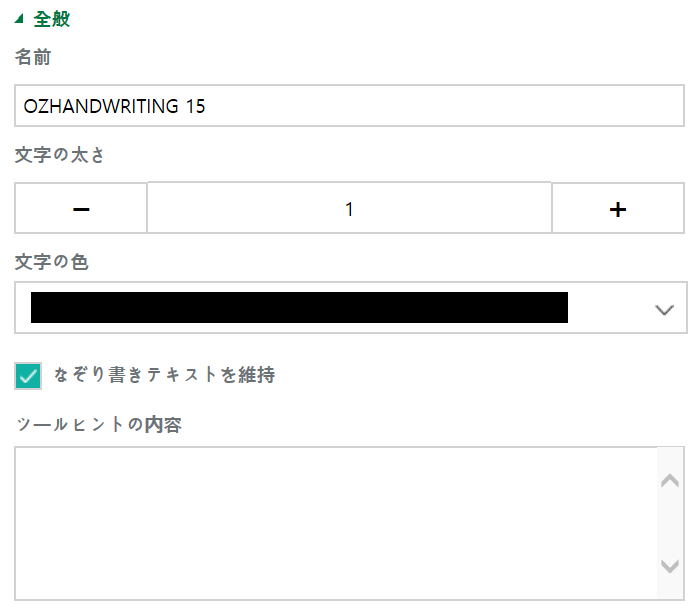 全般
名前
OZHANDWRITING 15
文字の太さ
− 1 +
文字の色
なぞり書きテキストを維持
ツールヒントの内容